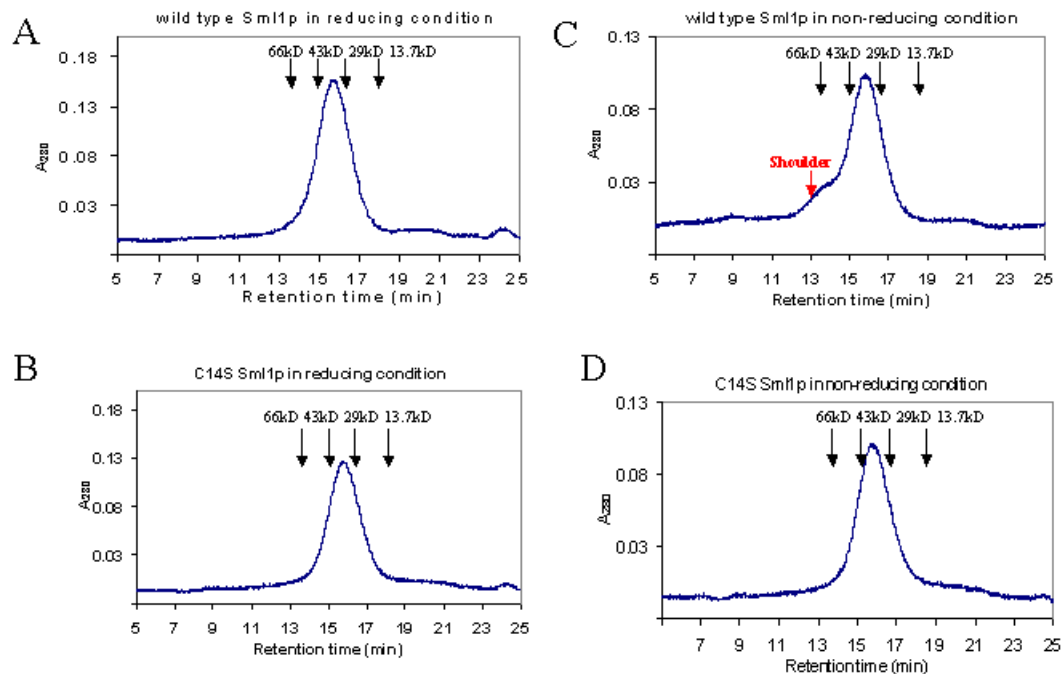 A
wild type Sml1p in reducing condition
66kD 43kD 29kD 13.7kD
0.18
0.13
0.08
0.03
A280
5 7 9 11 13 15 17 19 21 23 25
Retention time (min)
B
C14S Sml1p in reducing condition
66kD 43kD 29kD 13.7kD
0.18
0.13
0.08
0.03
A280
5 7 9 11 13 15 17 19 21 23 25
Retention time (min)
C
wild type Sml1p in non-reducing condition
66kD 43kD 29kD 13.7kD
0.13
0.08
0.03
A280
Shoulder
5 7 9 11 13 15 17 19 21 23 25
Retention time (min)
D
C14S Sml1p in non-reducing condition
66kD 43kD 29kD 13.7kD
0.13
0.08
0.03
A280
7 9 11 13 15 17 19 21 23 25
Retention time (min)